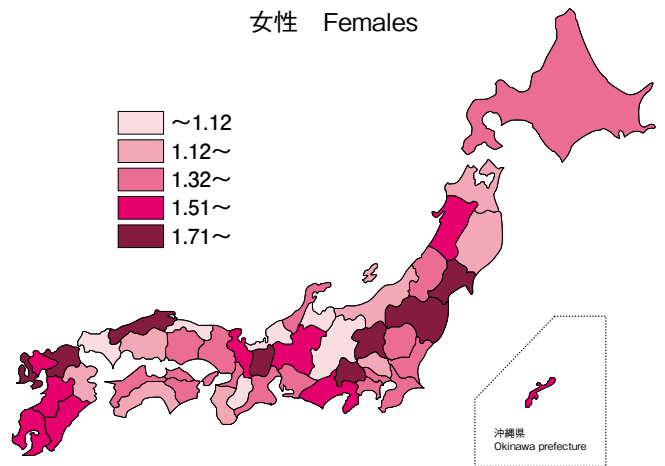 女性　Females
～1.12
1.12～
1.32～
1.51～
1.71～
沖縄県
Okinawa prefecture